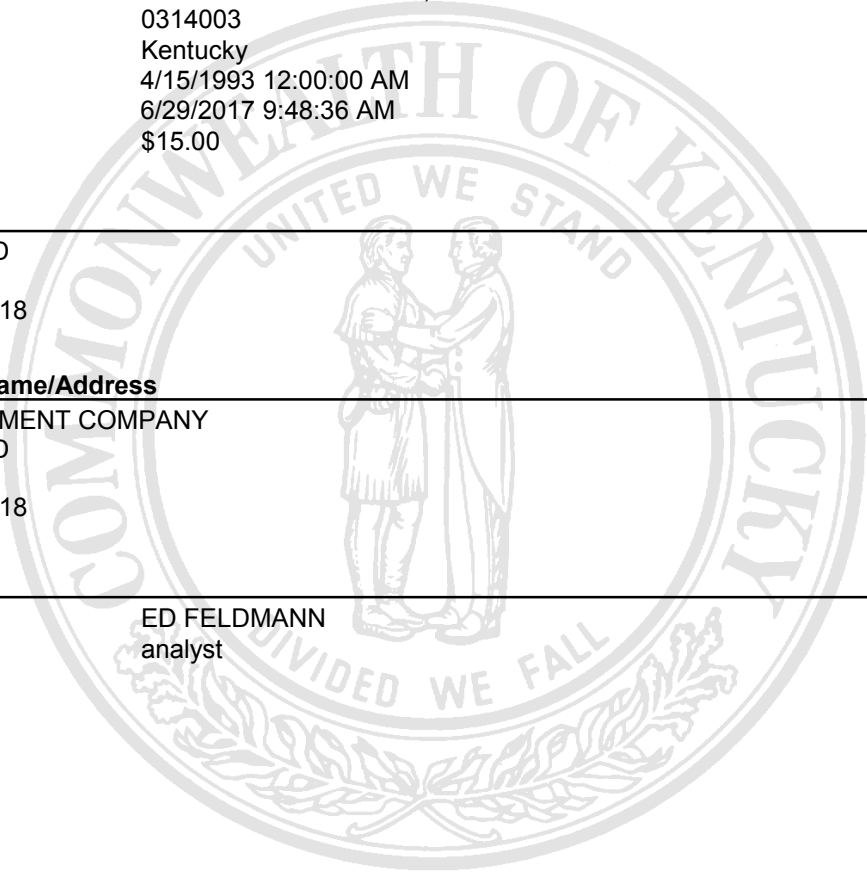 0314003
Kentucky
4/15/1993 12:00:00 AM
6/29/2017 9:48:36 AM
$15.00
18
ame/Address
MENT COMPANY
18
ED FELDMANN
analyst
COMMONWEALTH OF KENTUCKY
UNITED WE STAND
DIVIDED WE FALL